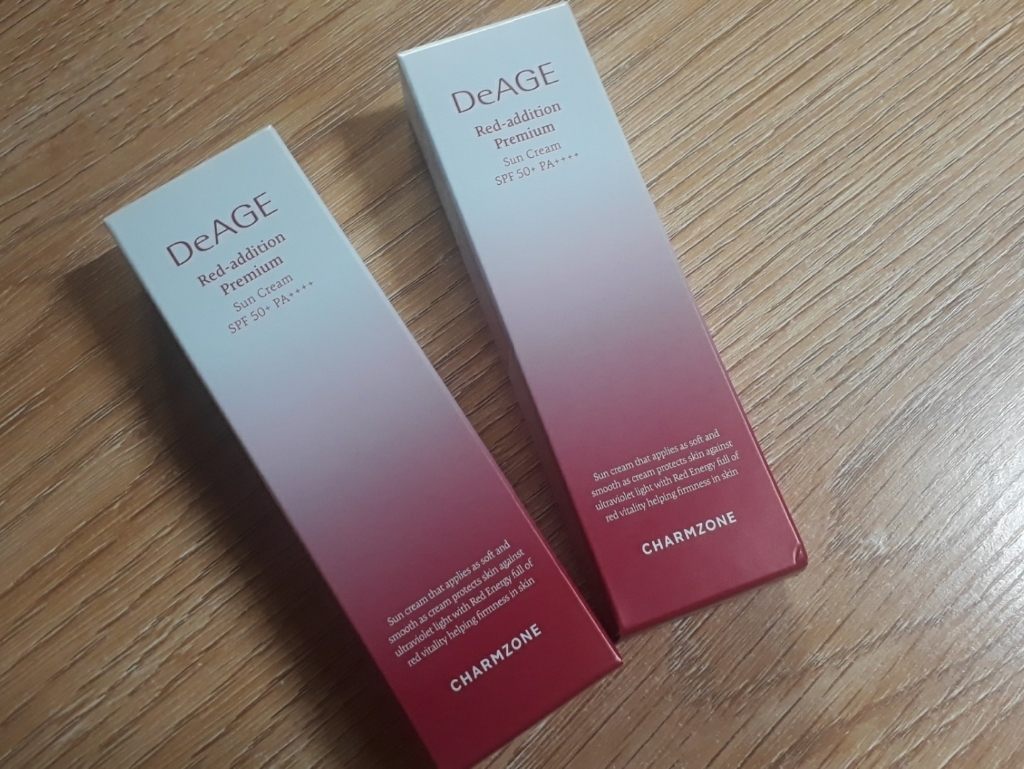 DeAGE
Red-addition
Premium
Sun Cream
SPF 50+ PA++++
Sun cream that applies as soft and
smooth as cream protects skin against
ultraviolet light with Red Energy full of
red vitality helping firmness in skin
CHARMZONE
DeAGE
Red-addition
Premium
Sun Cream
SPF 50+ PA++++
Sun cream that applies as soft and
smooth as cream protects skin against
ultraviolet light with Red Energy full of
red vitality helping firmness in skin
CHARMZONE